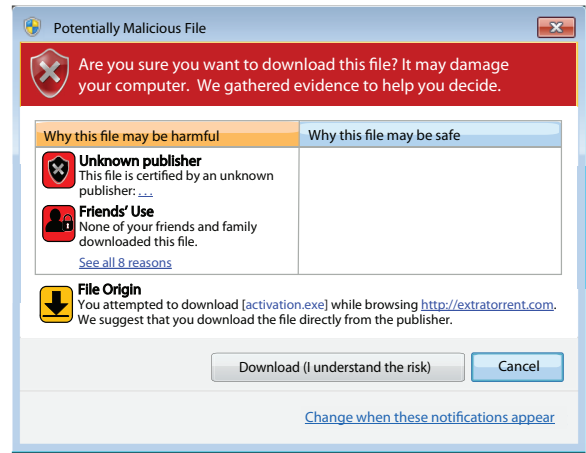 Potentially Malicious File
Are you sure you want to download this file? It may damage
your computer. We gathered evidence to help you decide.
Why this file may be harmful
Why this file may be safe
Unknown publisher
This file is certified by an unknown
publisher: . . .
Friends' Use
None of your friends and family
downloaded this file.
See all 8 reasons
File Origin
You attempted to download [activation.exe] while browsing http://extratorrent.com.
We suggest that you download the file directly from the publisher.
Download (I understand the risk)
Cancel
Change when these notifications appear